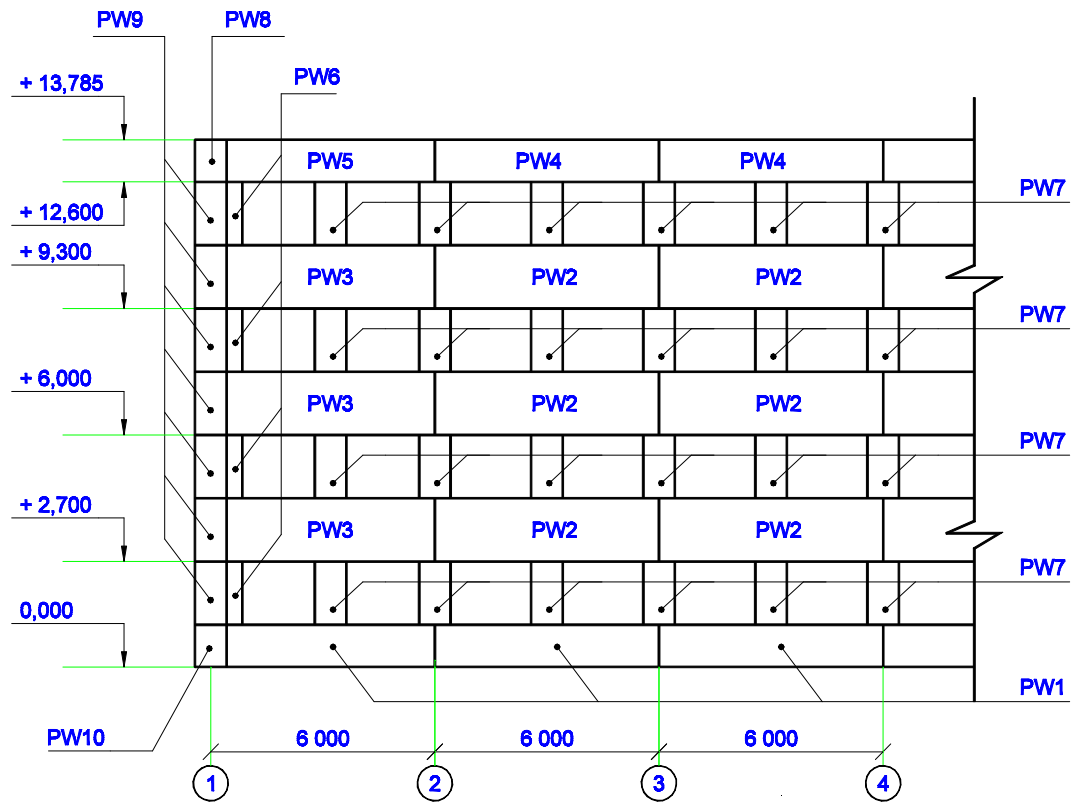 PW9 PW8
PW6
+ 13,785
PW5 PW4 PW4
PW7
+ 12,600
+ 9,300
PW3 PW2 PW2
PW7
+ 6,000
PW3 PW2 PW2
PW7
+ 2,700
PW3 PW2 PW2
PW7
0,000
PW1
PW10
6 000 6 000 6 000
1 2 3 4